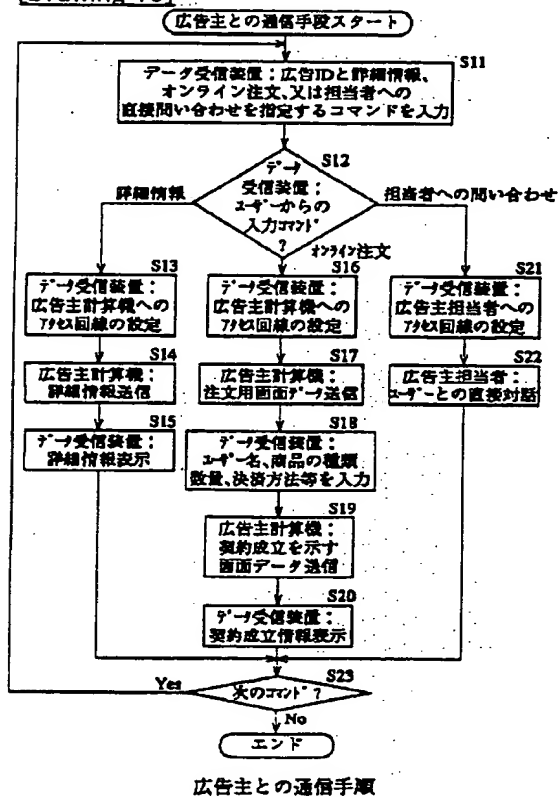 [Drawing 10]
広告主との通信手段スタート
S11
データ受信装置:広告IDと詳細情報、
オンライン注文、又は担当者への
直接問い合わせを指定するコマンドを入力
S12
データ
受信装置:
ユーザーからの
入力コマンド
?
詳細情報
オンライン注文
担当者への問い合わせ
S13
データ受信装置:
広告主計算機への
アクセス回線の設定
S14
広告主計算機:
詳細情報送信
S15
データ受信装置:
詳細情報表示
S16
データ受信装置:
広告主計算機への
アクセス回線の設定
S17
広告主計算機:
注文用画面データ送信
S18
データ受信装置:
ユーザー名、商品の種類
数量、決済方法等を入力
S19
広告主計算機:
契約成立を示す
画面データ送信
S20
データ受信装置:
契約成立情報表示
S21
データ受信装置:
広告主担当者への
アクセス回線の設定
S22
広告主担当者:
ユーザーとの直接対話
S23
次のコマンド?
Yes
No
エンド
広告主との通信手順